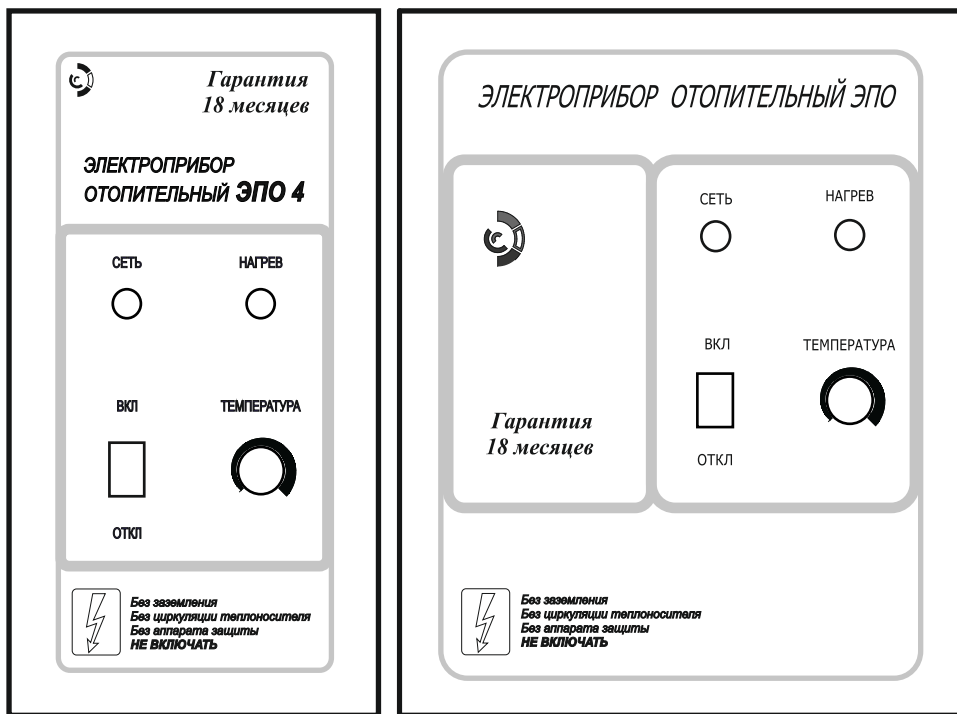 Гарантия
18 месяцев
ЭЛЕКТРОПРИБОР
ОТОПИТЕЛЬНЫЙ ЭПО 4
СЕТЬ НАГРЕВ
ВКЛ ТЕМПЕРАТУРА
ОТКЛ
Без заземления
Без циркуляции теплоносителя
Без аппарата защиты
НЕ ВКЛЮЧАТЬ
ЭЛЕКТРОПРИБОР ОТОПИТЕЛЬНЫЙ ЭПО
Гарантия
18 месяцев
СЕТЬ НАГРЕВ
ВКЛ ТЕМПЕРАТУРА
ОТКЛ
Без заземления
Без циркуляции теплоносителя
Без аппарата защиты
НЕ ВКЛЮЧАТЬ